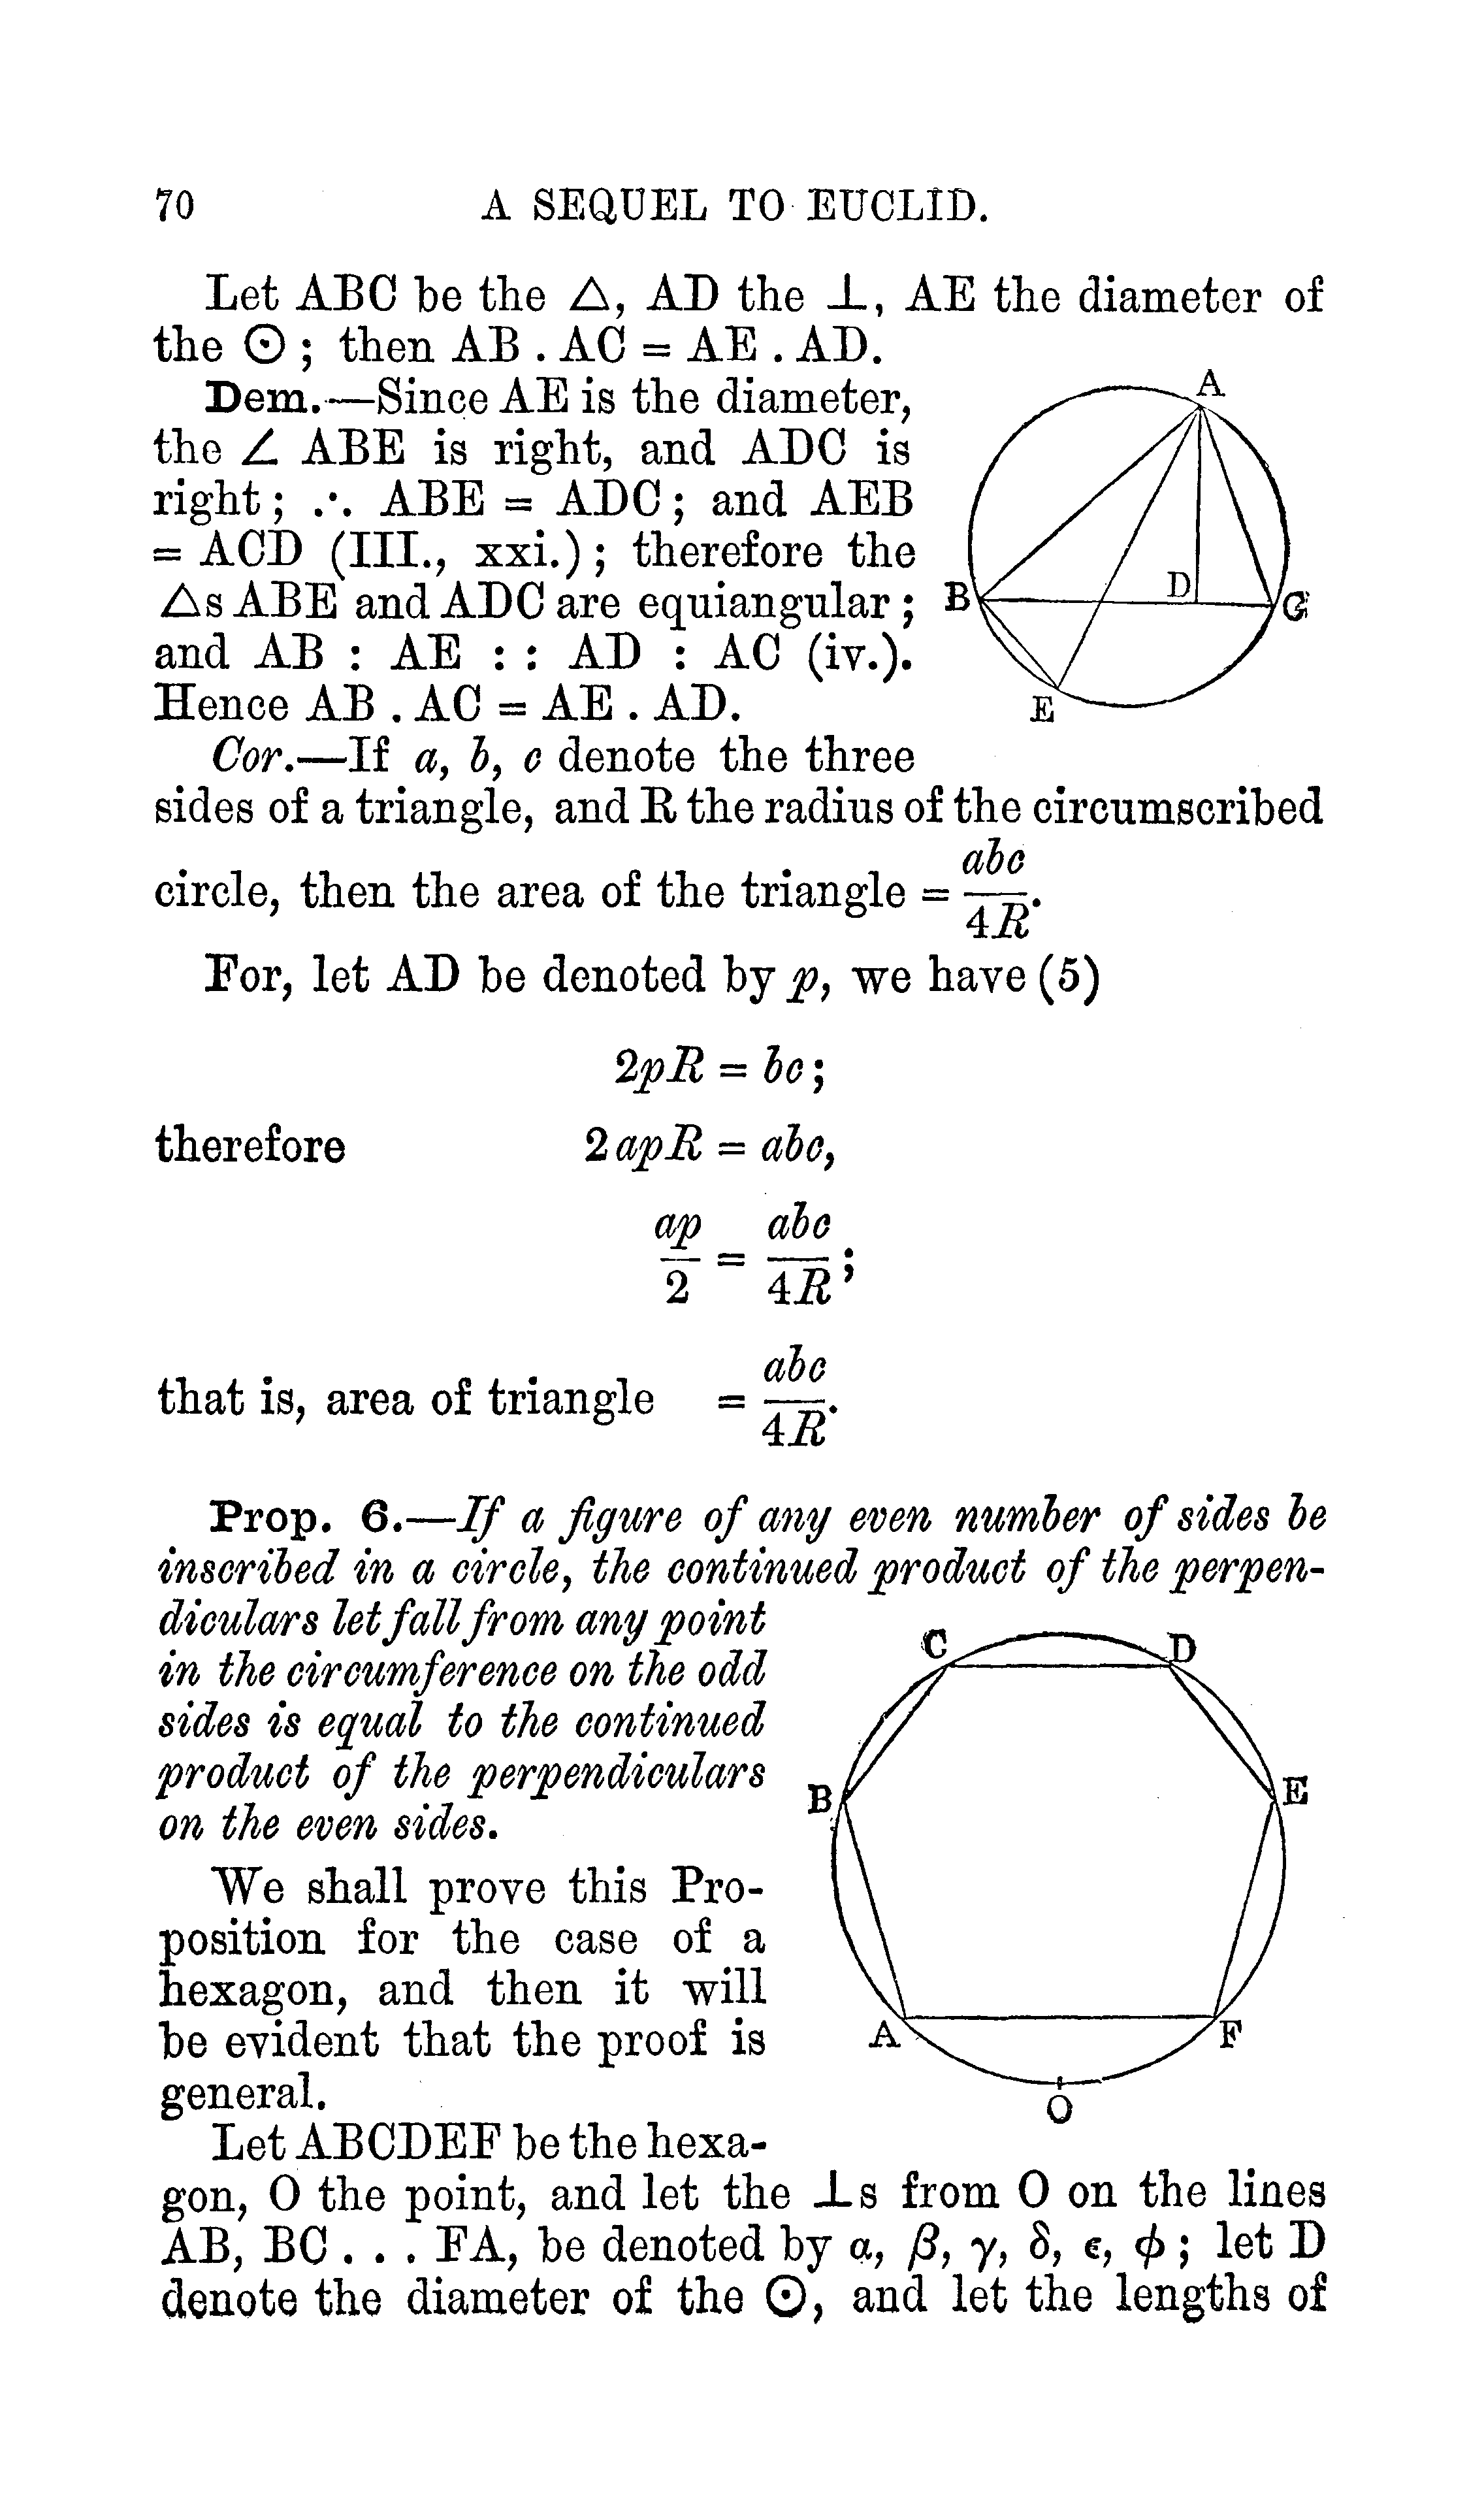 70 A SEQUEL TO EUCLID.
Let ABC be the △, AD the ⊥, AE the diameter of
the ⊙; then AB . AC = AE . AD.
Dem.—Since AE is the diameter,
the ∠ ABE is right, and ADC is
right; ∴ ABE = ADC; and AEB
= ACD (III., xxi.); therefore the
△s ABE and ADC are equiangular;
and AB : AE :: AD : AC (iv.).
Hence AB . AC = AE . AD.
A
B
D
C
E
Cor.—If a, b, c denote the three
sides of a triangle, and R the radius of the circumscribed
circle, then the area of the triangle = abc/4R.
For, let AD be denoted by p, we have (5)
2pR = bc;
therefore 2apR = abc,
ap/2 = abc/4R;
that is, area of triangle = abc/4R.
Prop. 6.—If a figure of any even number of sides be
inscribed in a circle, the continued product of the perpen-
diculars let fall from any point
in the circumference on the odd
sides is equal to the continued
product of the perpendiculars
on the even sides.
We shall prove this Pro-
position for the case of a
hexagon, and then it will
be evident that the proof is
general.
C
D
B
E
A
F
O
Let ABCDEF be the hexa-
gon, O the point, and let the ⊥s from O on the lines
AB, BC . . . FA, be denoted by α, β, γ, δ, ϵ, ϕ; let D
denote the diameter of the ⊙, and let the lengths of